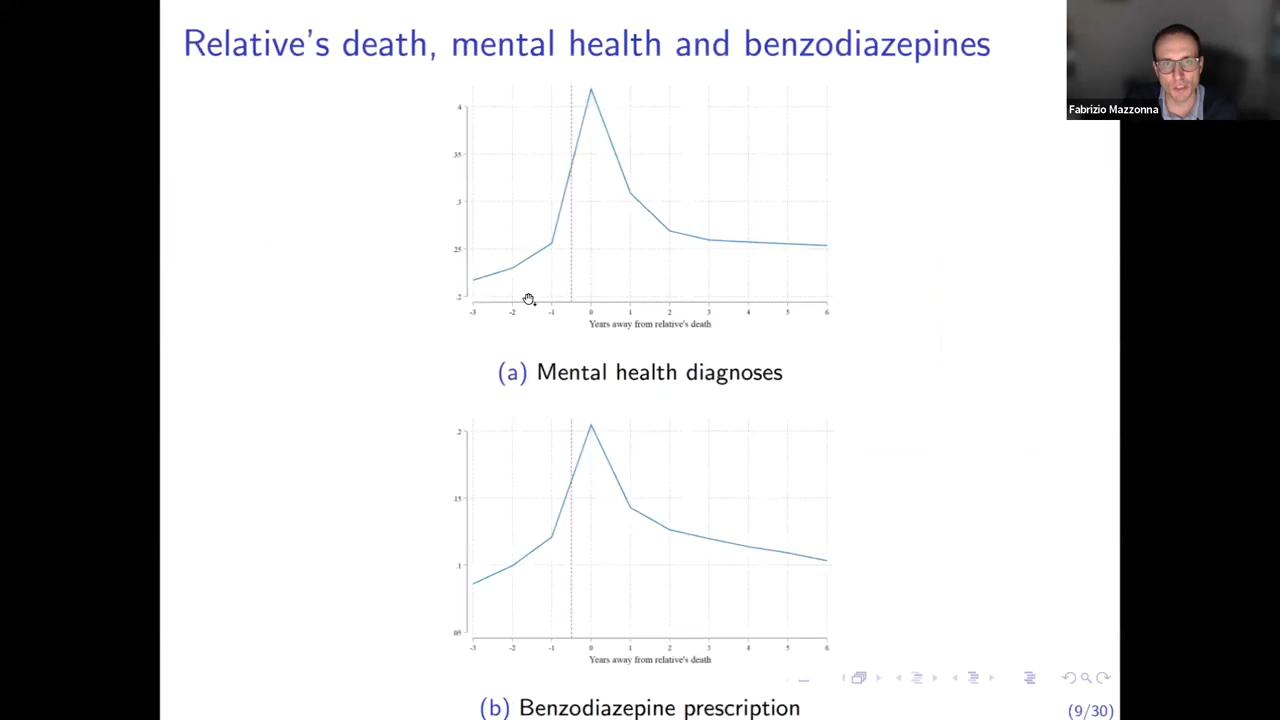 Relative's death, mental health and benzodiazepines
Fabrizio Mazzonna
.4
.35
.3
.25
.2
-3 -2 -1 0 1 2 3 4 5 6
Years away from relative's death
(a) Mental health diagnoses
.2
.15
.1
.05
-3 -2 -1 0 1 2 3 4 5 6
Years away from relative's death
(b) Benzodiazepine prescription
(9/30)